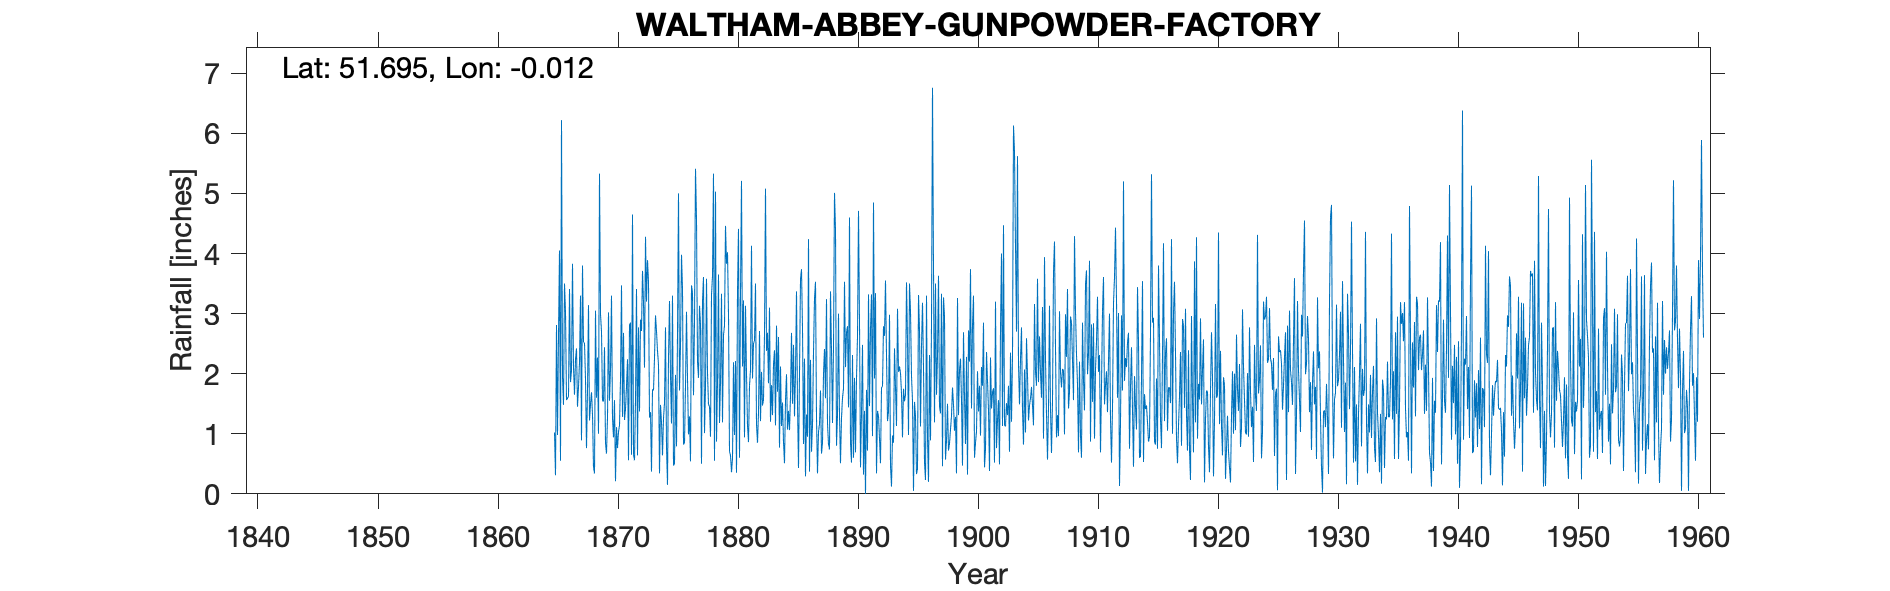 WALTHAM-ABBEY-GUNPOWDER-FACTORY
Lat: 51.695, Lon: -0.012
7
6
5
4
3
2
1
0
Rainfall [inches]
1840 1850 1860 1870 1880 1890 1900 1910 1920 1930 1940 1950 1960
Year